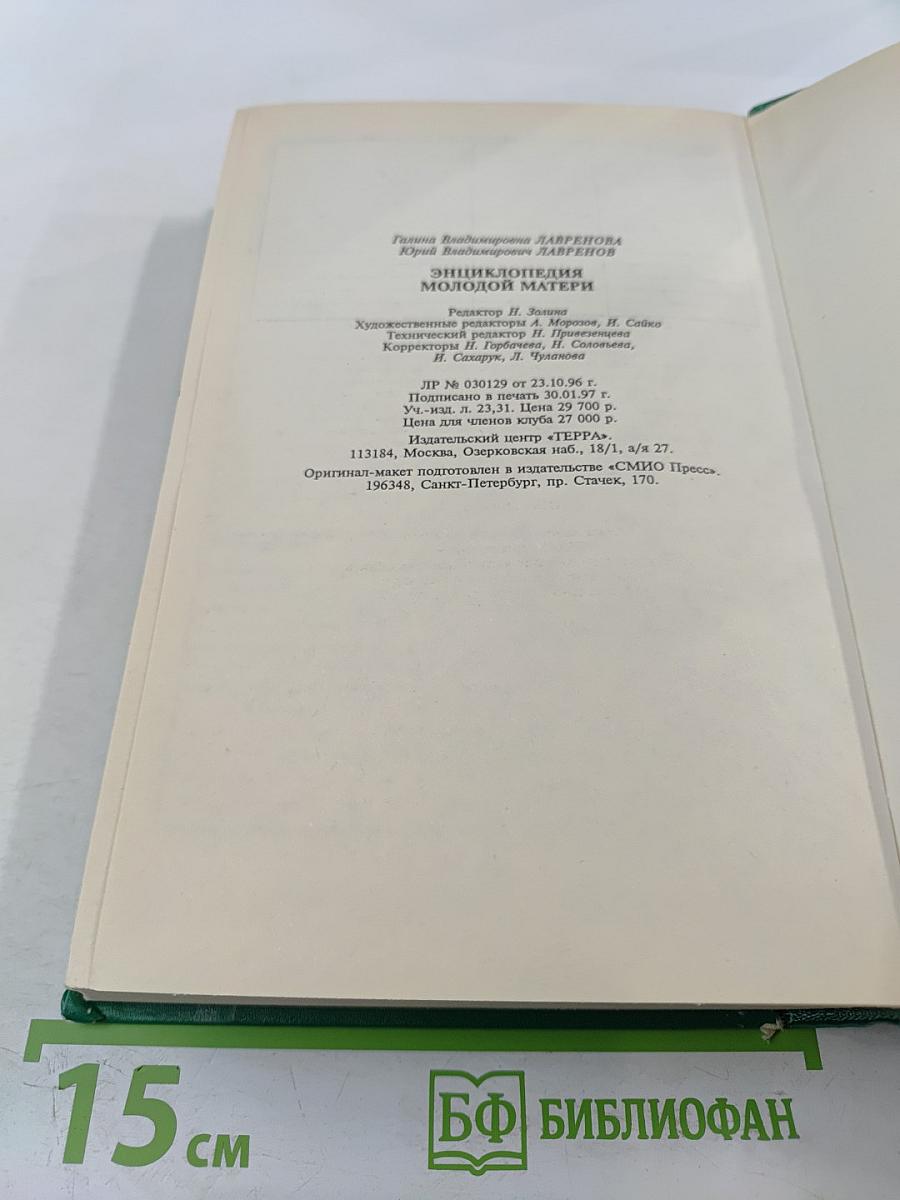 Галина Владимировна ЛАВРЕНОВА
Юрий Владимирович ЛАВРЕНОВ
ЭНЦИКЛОПЕДИЯ
МОЛОДОЙ МАТЕРИ
Редактор Н. Золина
Художественные редакторы А. Морозов, И. Сайко
Технический редактор Н. Привезенцева
Корректоры Н. Горбачева, Н. Соловьева,
И. Сахарук, Л. Чуланова
ЛР № 030129 от 23.10.96 г.
Подписано в печать 30.01.97 г.
Уч.-изд. л. 23,31. Цена 29 700 р.
Цена для членов клуба 27 000 р.
Издательский центр «ТЕРРА».
113184, Москва, Озерковская наб., 18/1, а/я 27.
Оригинал-макет подготовлен в издательстве «СМИО Пресс».
196348, Санкт-Петербург, пр. Стачек, 170.
15 см
БФ БИБЛИОФАН